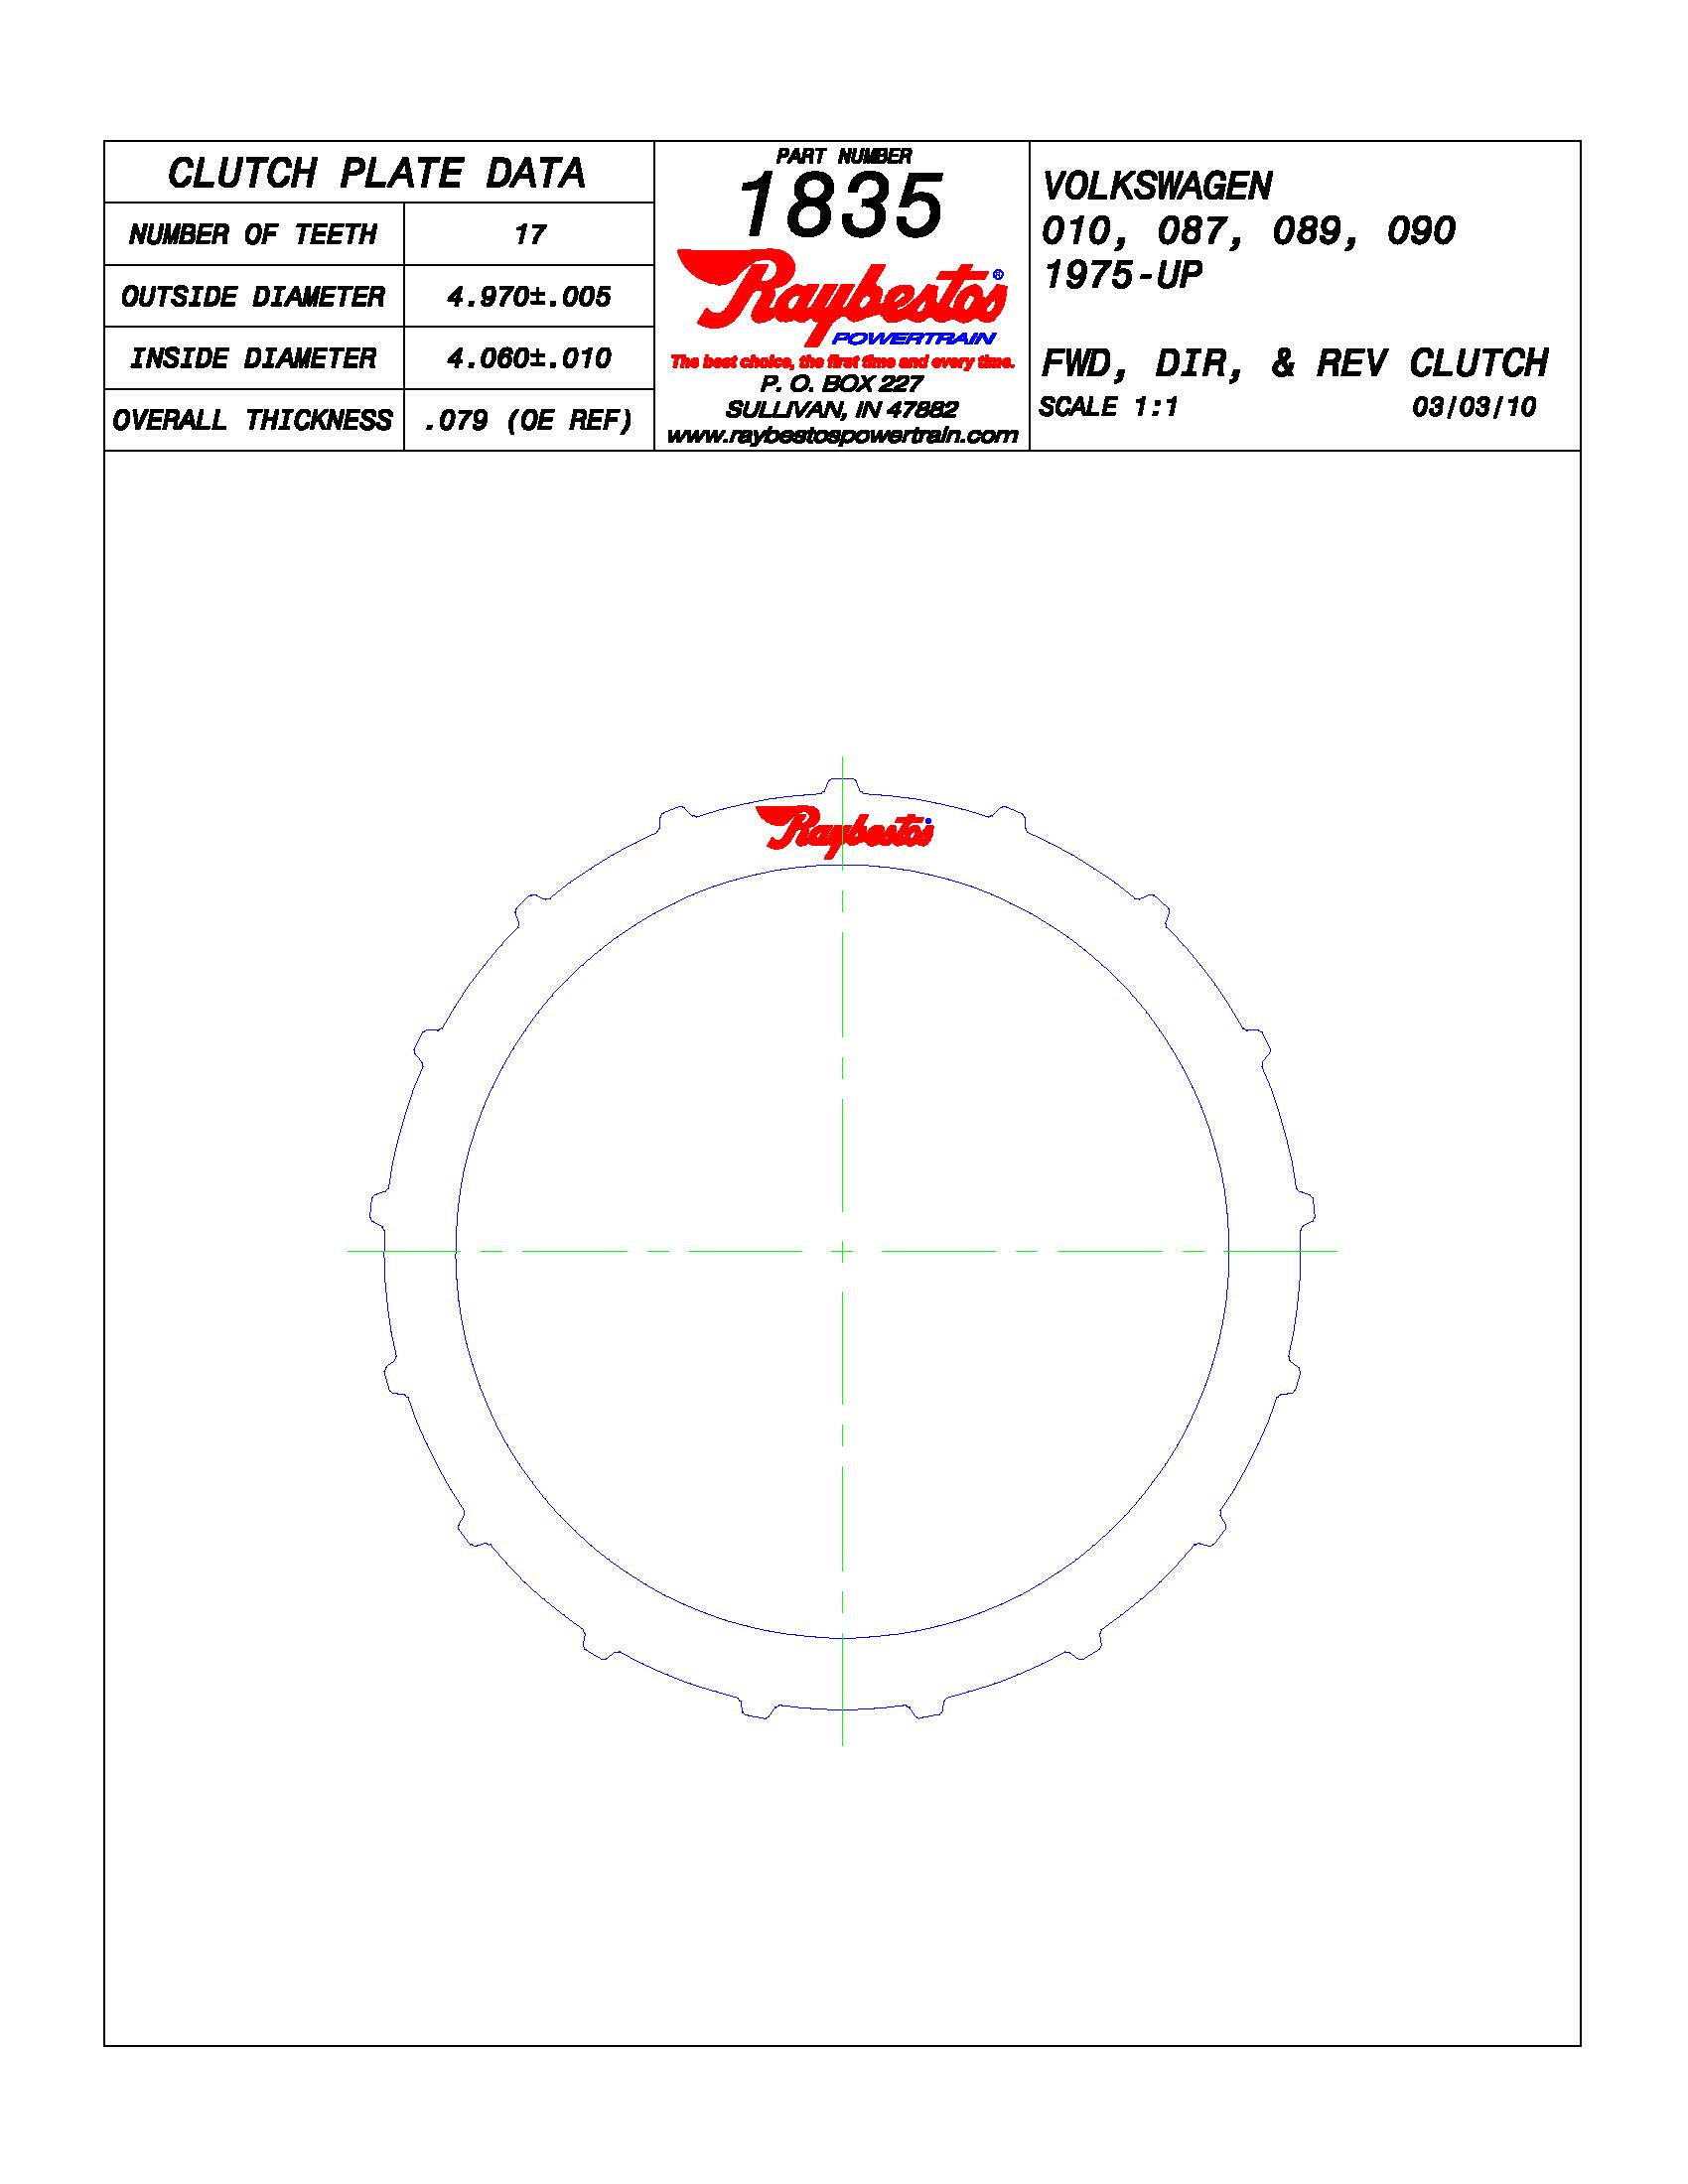 CLUTCH PLATE DATA
NUMBER OF TEETH 17
OUTSIDE DIAMETER 4.970±.005
INSIDE DIAMETER 4.060±.010
OVERALL THICKNESS .079 (OE REF)
PART NUMBER
1835
Raybestos®
POWERTRAIN
The best choice, the first time and every time.
P. O. BOX 227
SULLIVAN, IN 47882
www.raybestospowertrain.com
VOLKSWAGEN
010, 087, 089, 090
1975-UP
FWD, DIR, & REV CLUTCH
SCALE 1:1 03/03/10
Raybestos